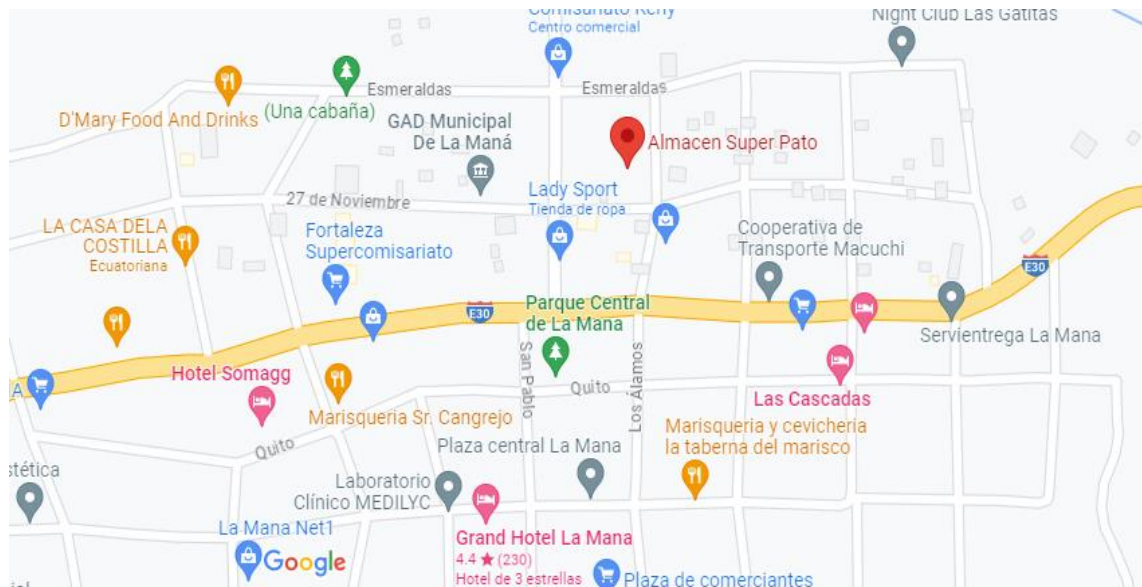 Comisariato Kerly
Centro comercial
Night Club Las Gatitas
Esmeraldas
Esmeraldas
D'Mary Food And Drinks
(Una cabaña)
GAD Municipal
De La Maná
Almacen Super Pato
27 de Noviembre
Lady Sport
Tienda de ropa
LA CASA DELA
COSTILLA
Ecuatoriana
Fortaleza
Supercomisariato
Cooperativa de
Transporte Macuchi
E30
E30
Parque Central
de La Mana
Servientrega La Mana
San Pablo
Los Álamos
Hotel Somagg
Quito
Las Cascadas
A
Marisqueria Sr. Cangrejo
Marisqueria y cevicheria
la taberna del marisco
Quito
Plaza central La Mana
stética
Laboratorio
Clínico MEDILYC
La Mana Net1
Google
Grand Hotel La Mana
4.4 ★ (230)
Hotel de 3 estrellas
Plaza de comerciantes